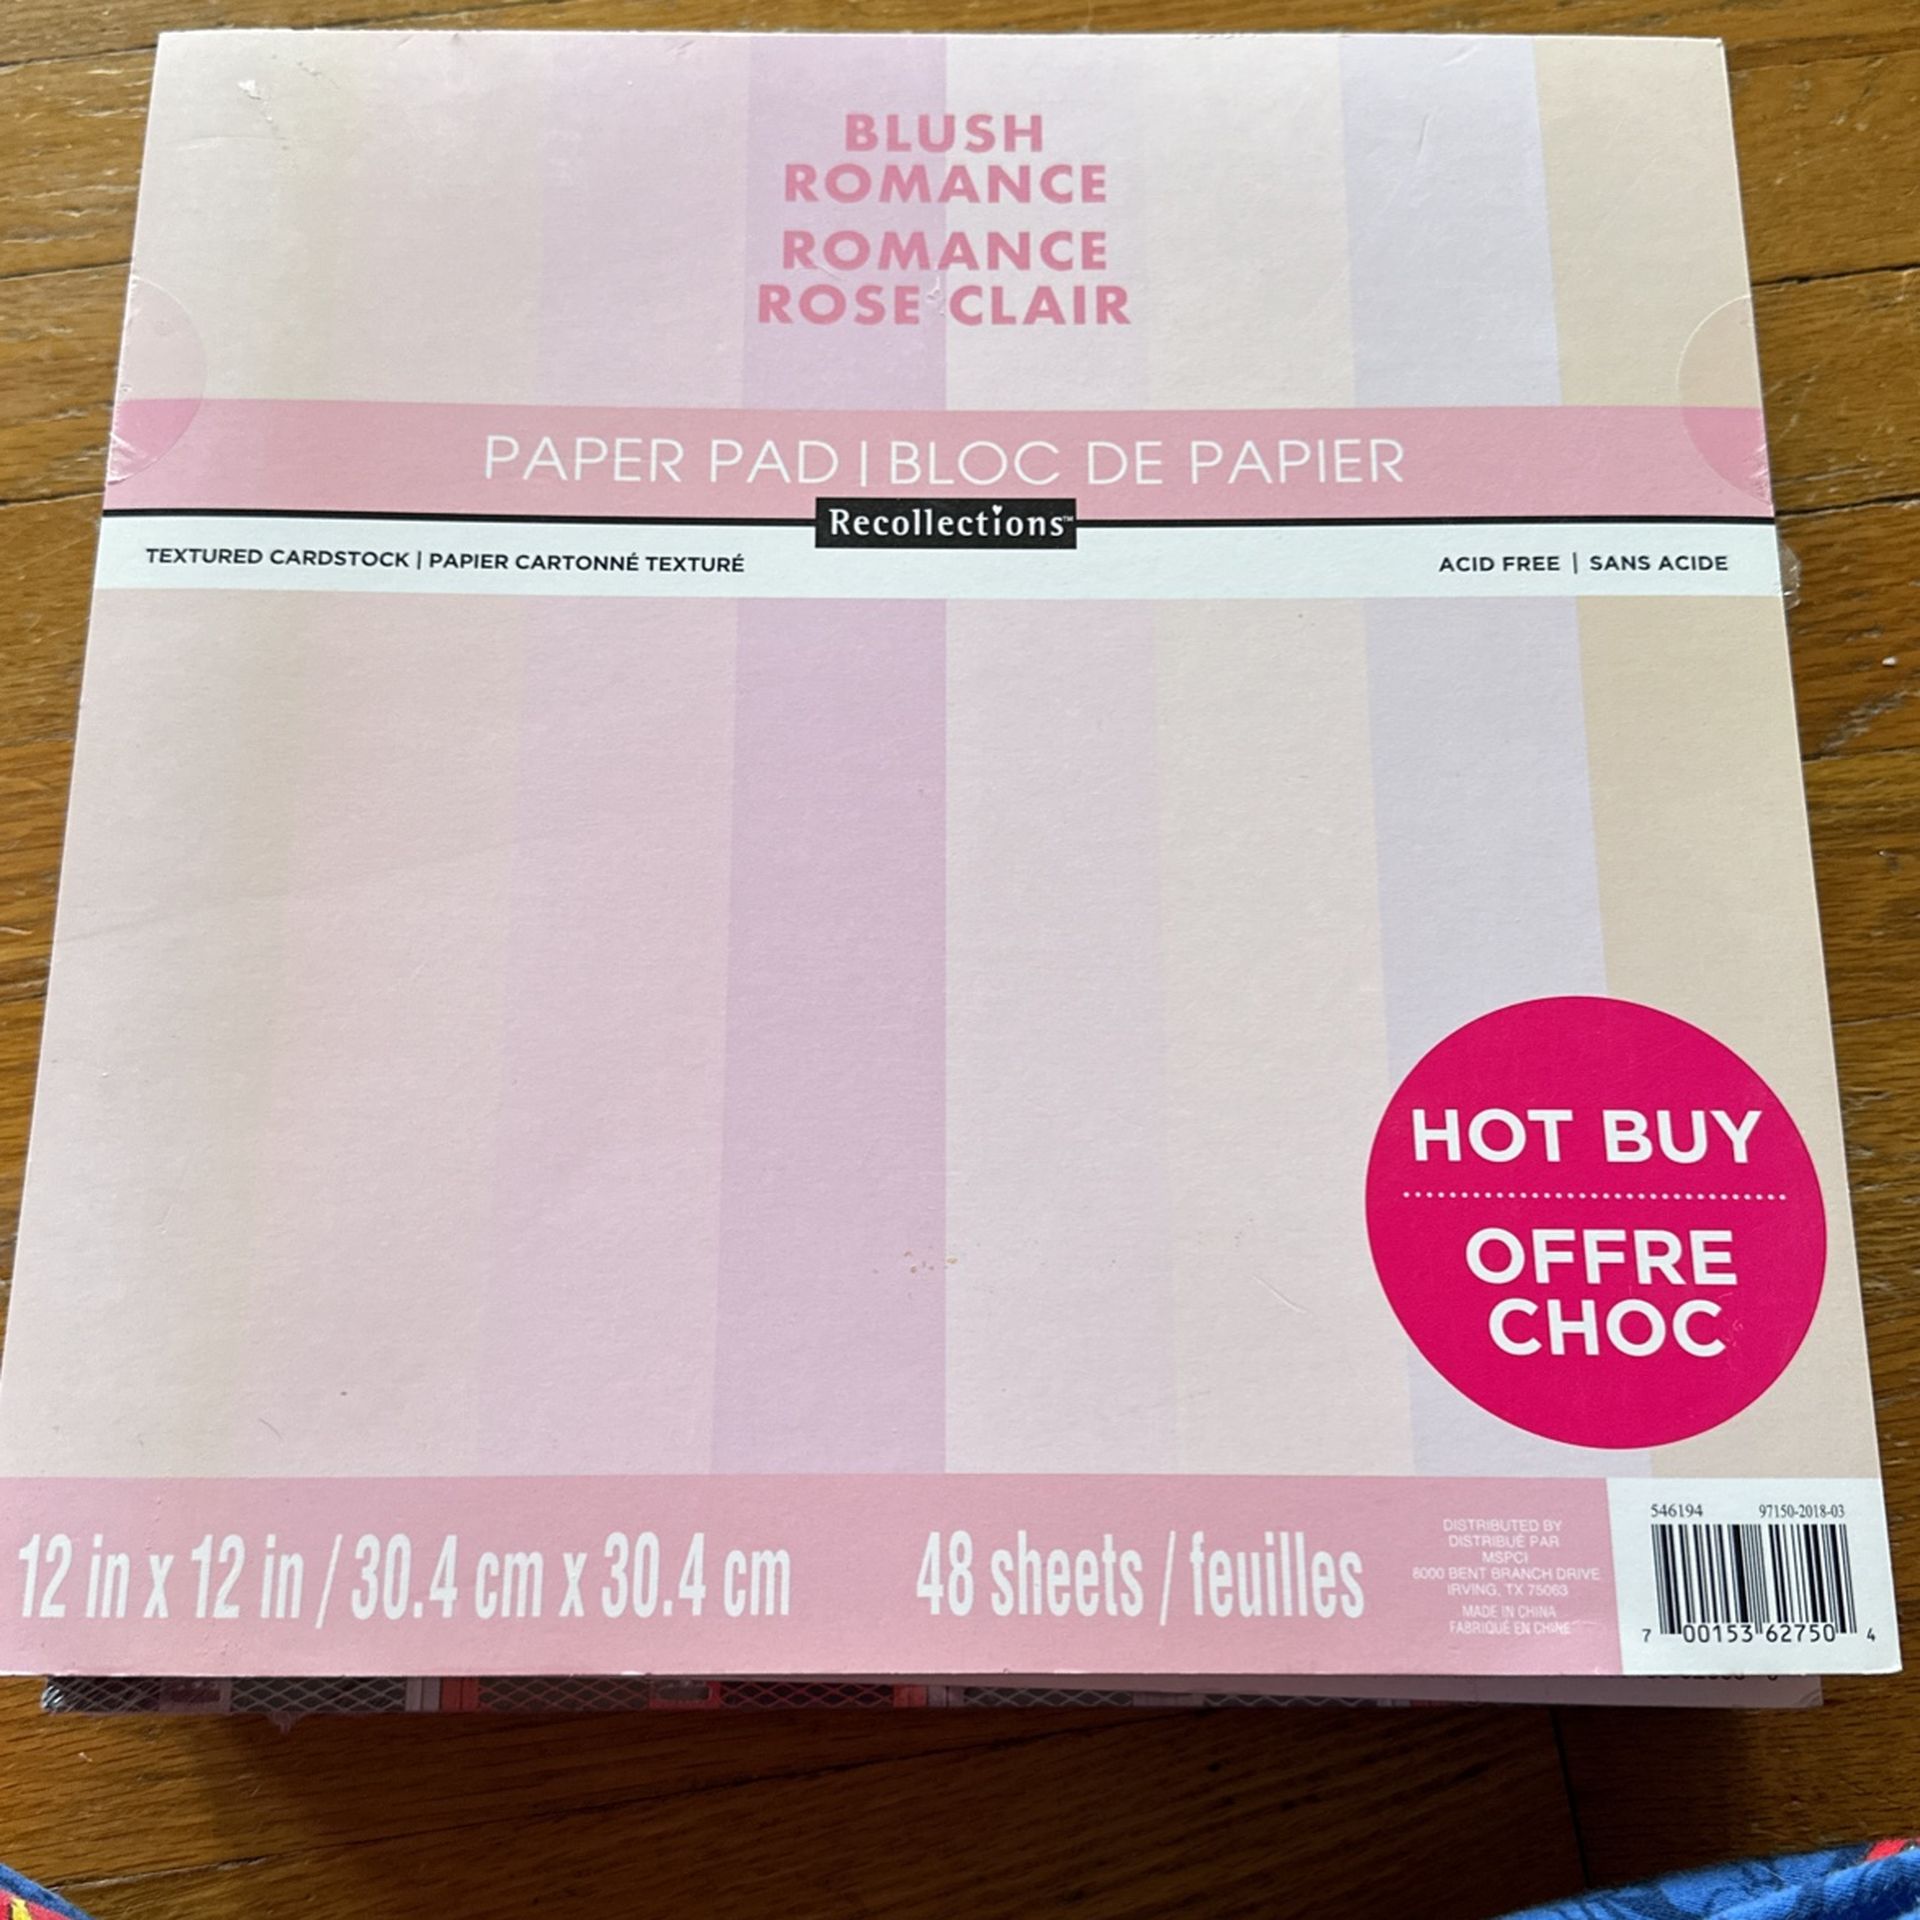 BLUSH
ROMANCE
ROMANCE
ROSE CLAIR
PAPER PAD | BLOC DE PAPIER
Recollections™
TEXTURED CARDSTOCK | PAPIER CARTONNÉ TEXTURÉ
ACID FREE | SANS ACIDE
HOT BUY
OFFRE
CHOC
12 in x 12 in / 30.4 cm x 30.4 cm
48 sheets / feuilles
DISTRIBUTED BY
DISTRIBUÉ PAR
MSPCI
8000 BENT BRANCH DRIVE
IRVING, TX 75063
MADE IN CHINA
FABRIQUÉ EN CHINE
546194 97150-2018-03
7 00153 62750 4